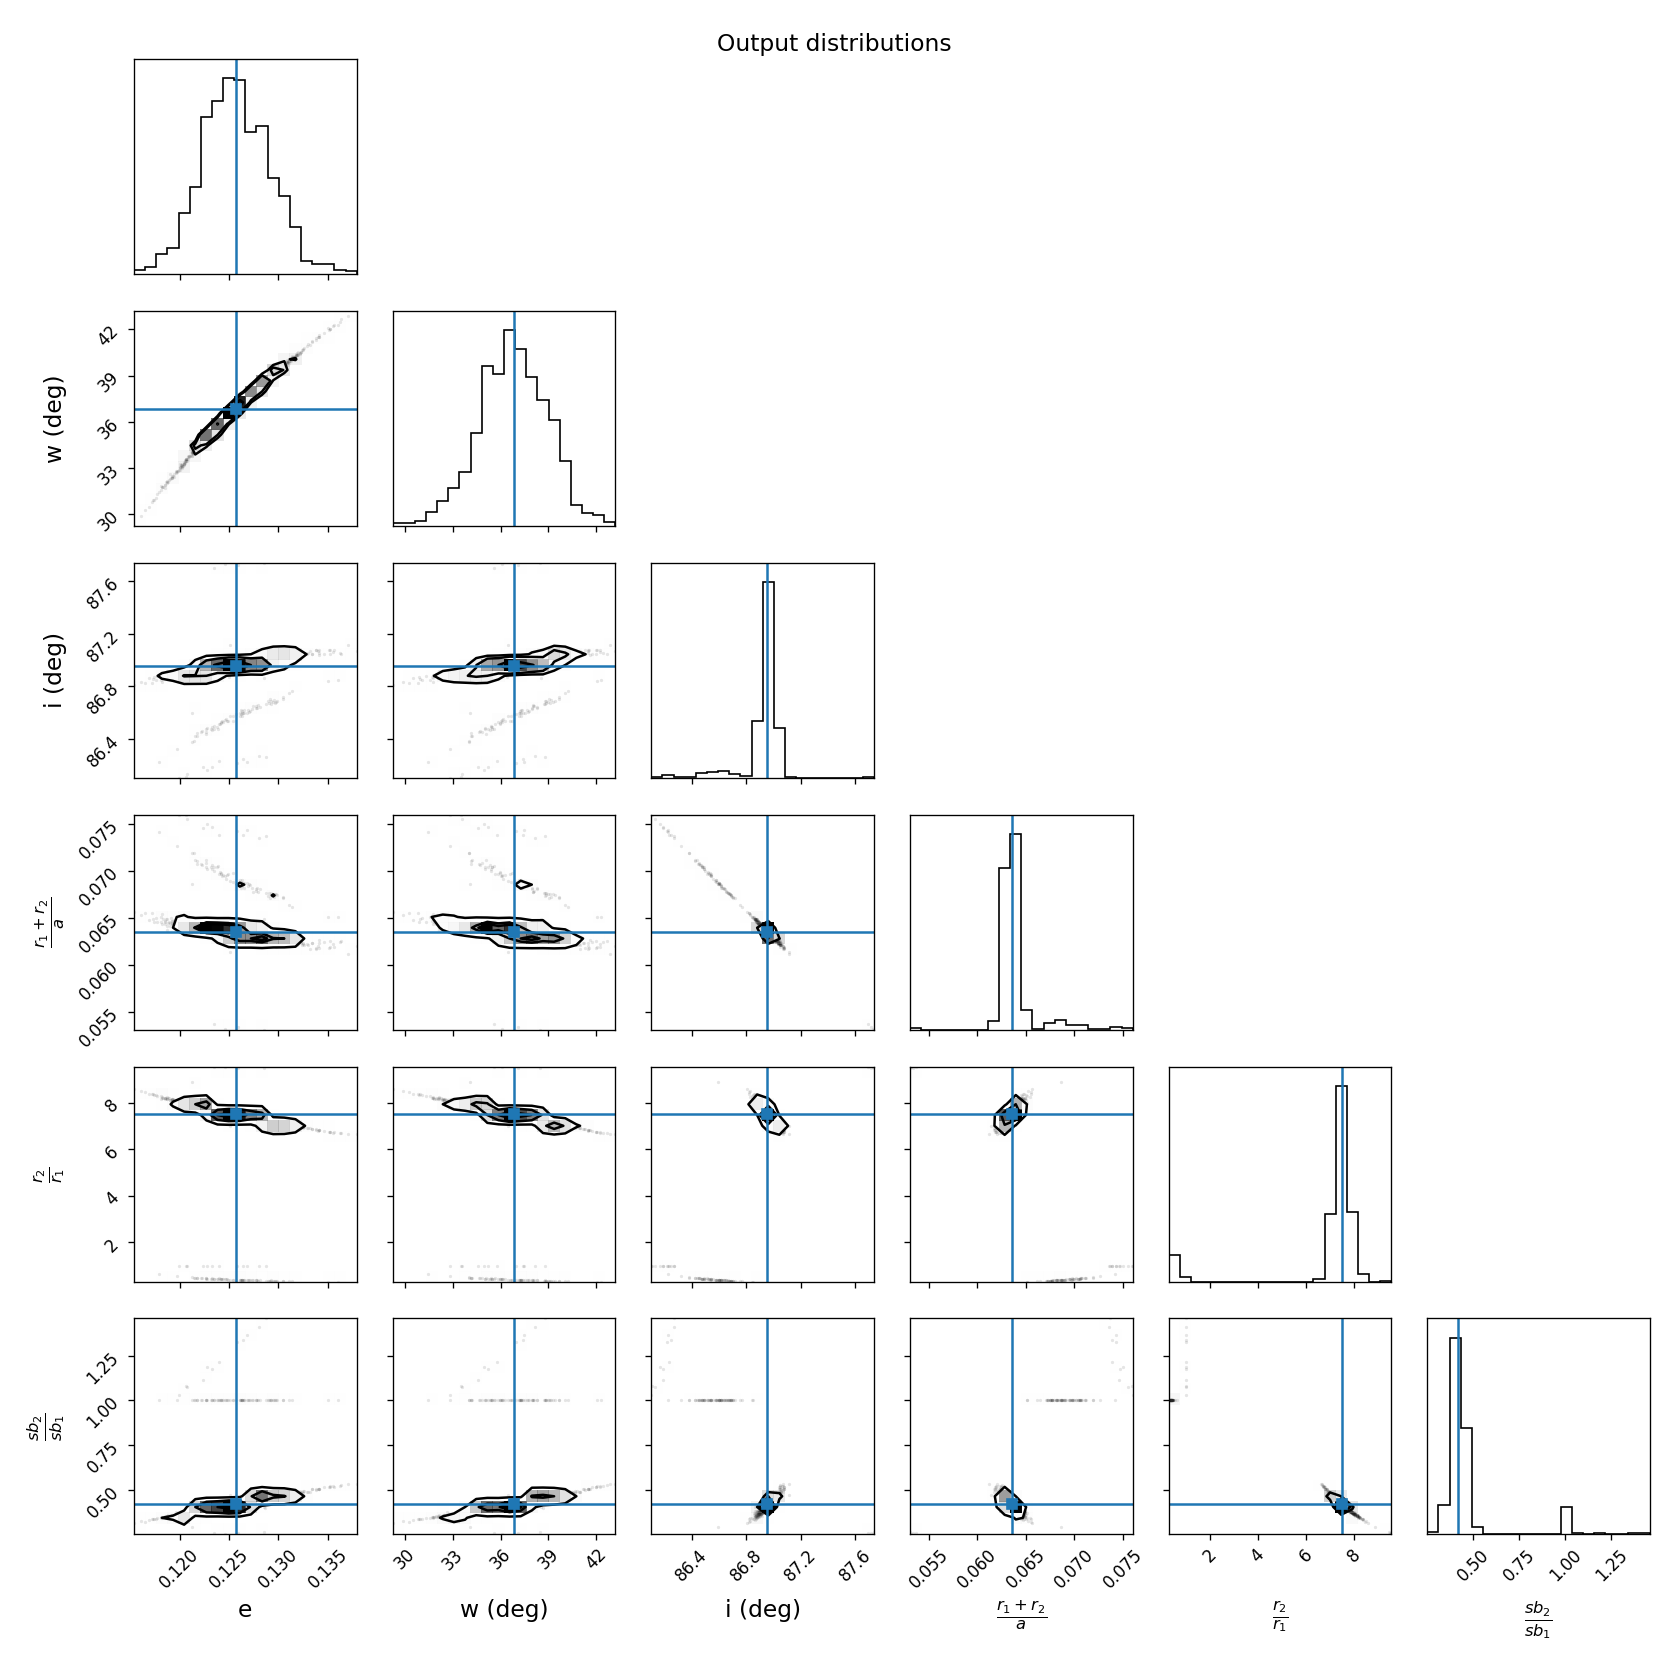 Output distributions
42
39
36
33
30
w (deg)
87.6
87.2
86.8
86.4
i (deg)
0.075
0.070
0.065
0.060
0.055
r₁ + r₂
a
8
6
4
2
r₂
r₁
1.25
1.00
0.75
0.50
sb₂
sb₁
0.120 0.125 0.130 0.135 30 33 36 39 42 86.4 86.8 87.2 87.6 0.055 0.060 0.065 0.070 0.075 2 4 6 8 0.50 0.75 1.00 1.25
e w (deg) i (deg) r₁ + r₂ / a r₂ / r₁ sb₂ / sb₁